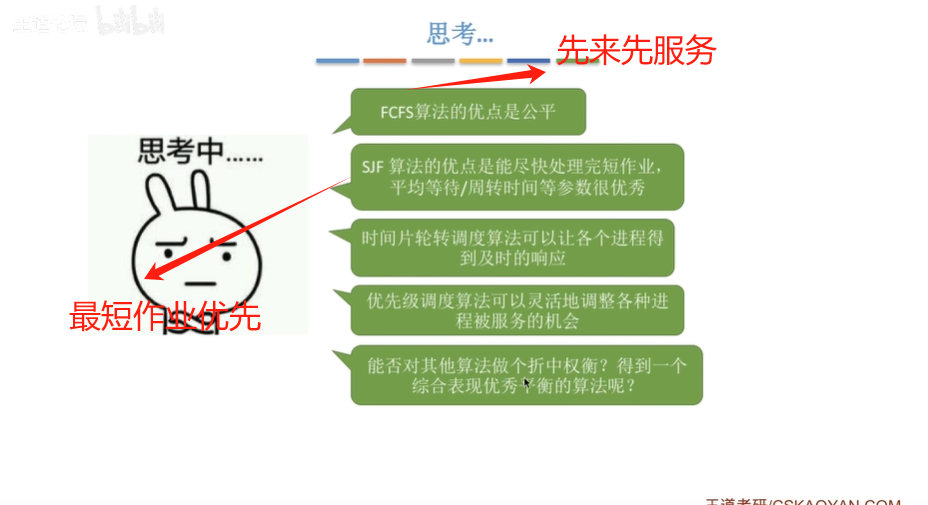 王道论坛 bilibili
思考...
先来先服务
FCFS算法的优点是公平
思考中......
SJF 算法的优点是能尽快处理完短作业，
平均等待/周转时间等参数很优秀
时间片轮转调度算法可以让各个进程得
到及时的响应
最短作业优先
优先级调度算法可以灵活地调整各种进
程被服务的机会
能否对其他算法做个折中权衡？得到一个
综合表现优秀平衡的算法呢？
王道考研/CSKAOYAN.COM